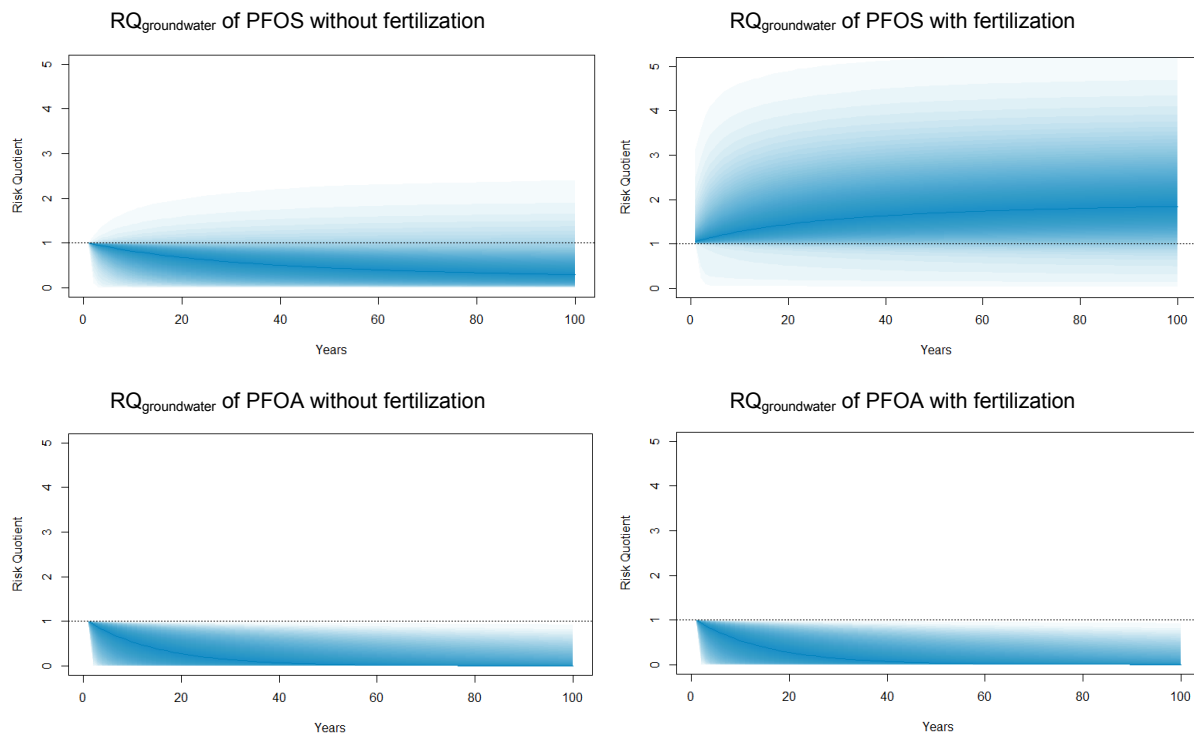 RQgroundwater of PFOS without fertilization
Risk Quotient
5
4
3
2
1
0
0 20 40 60 80 100
Years
RQgroundwater of PFOS with fertilization
Risk Quotient
5
4
3
2
1
0
0 20 40 60 80 100
Years
RQgroundwater of PFOA without fertilization
Risk Quotient
5
4
3
2
1
0
0 20 40 60 80 100
Years
RQgroundwater of PFOA with fertilization
Risk Quotient
5
4
3
2
1
0
0 20 40 60 80 100
Years